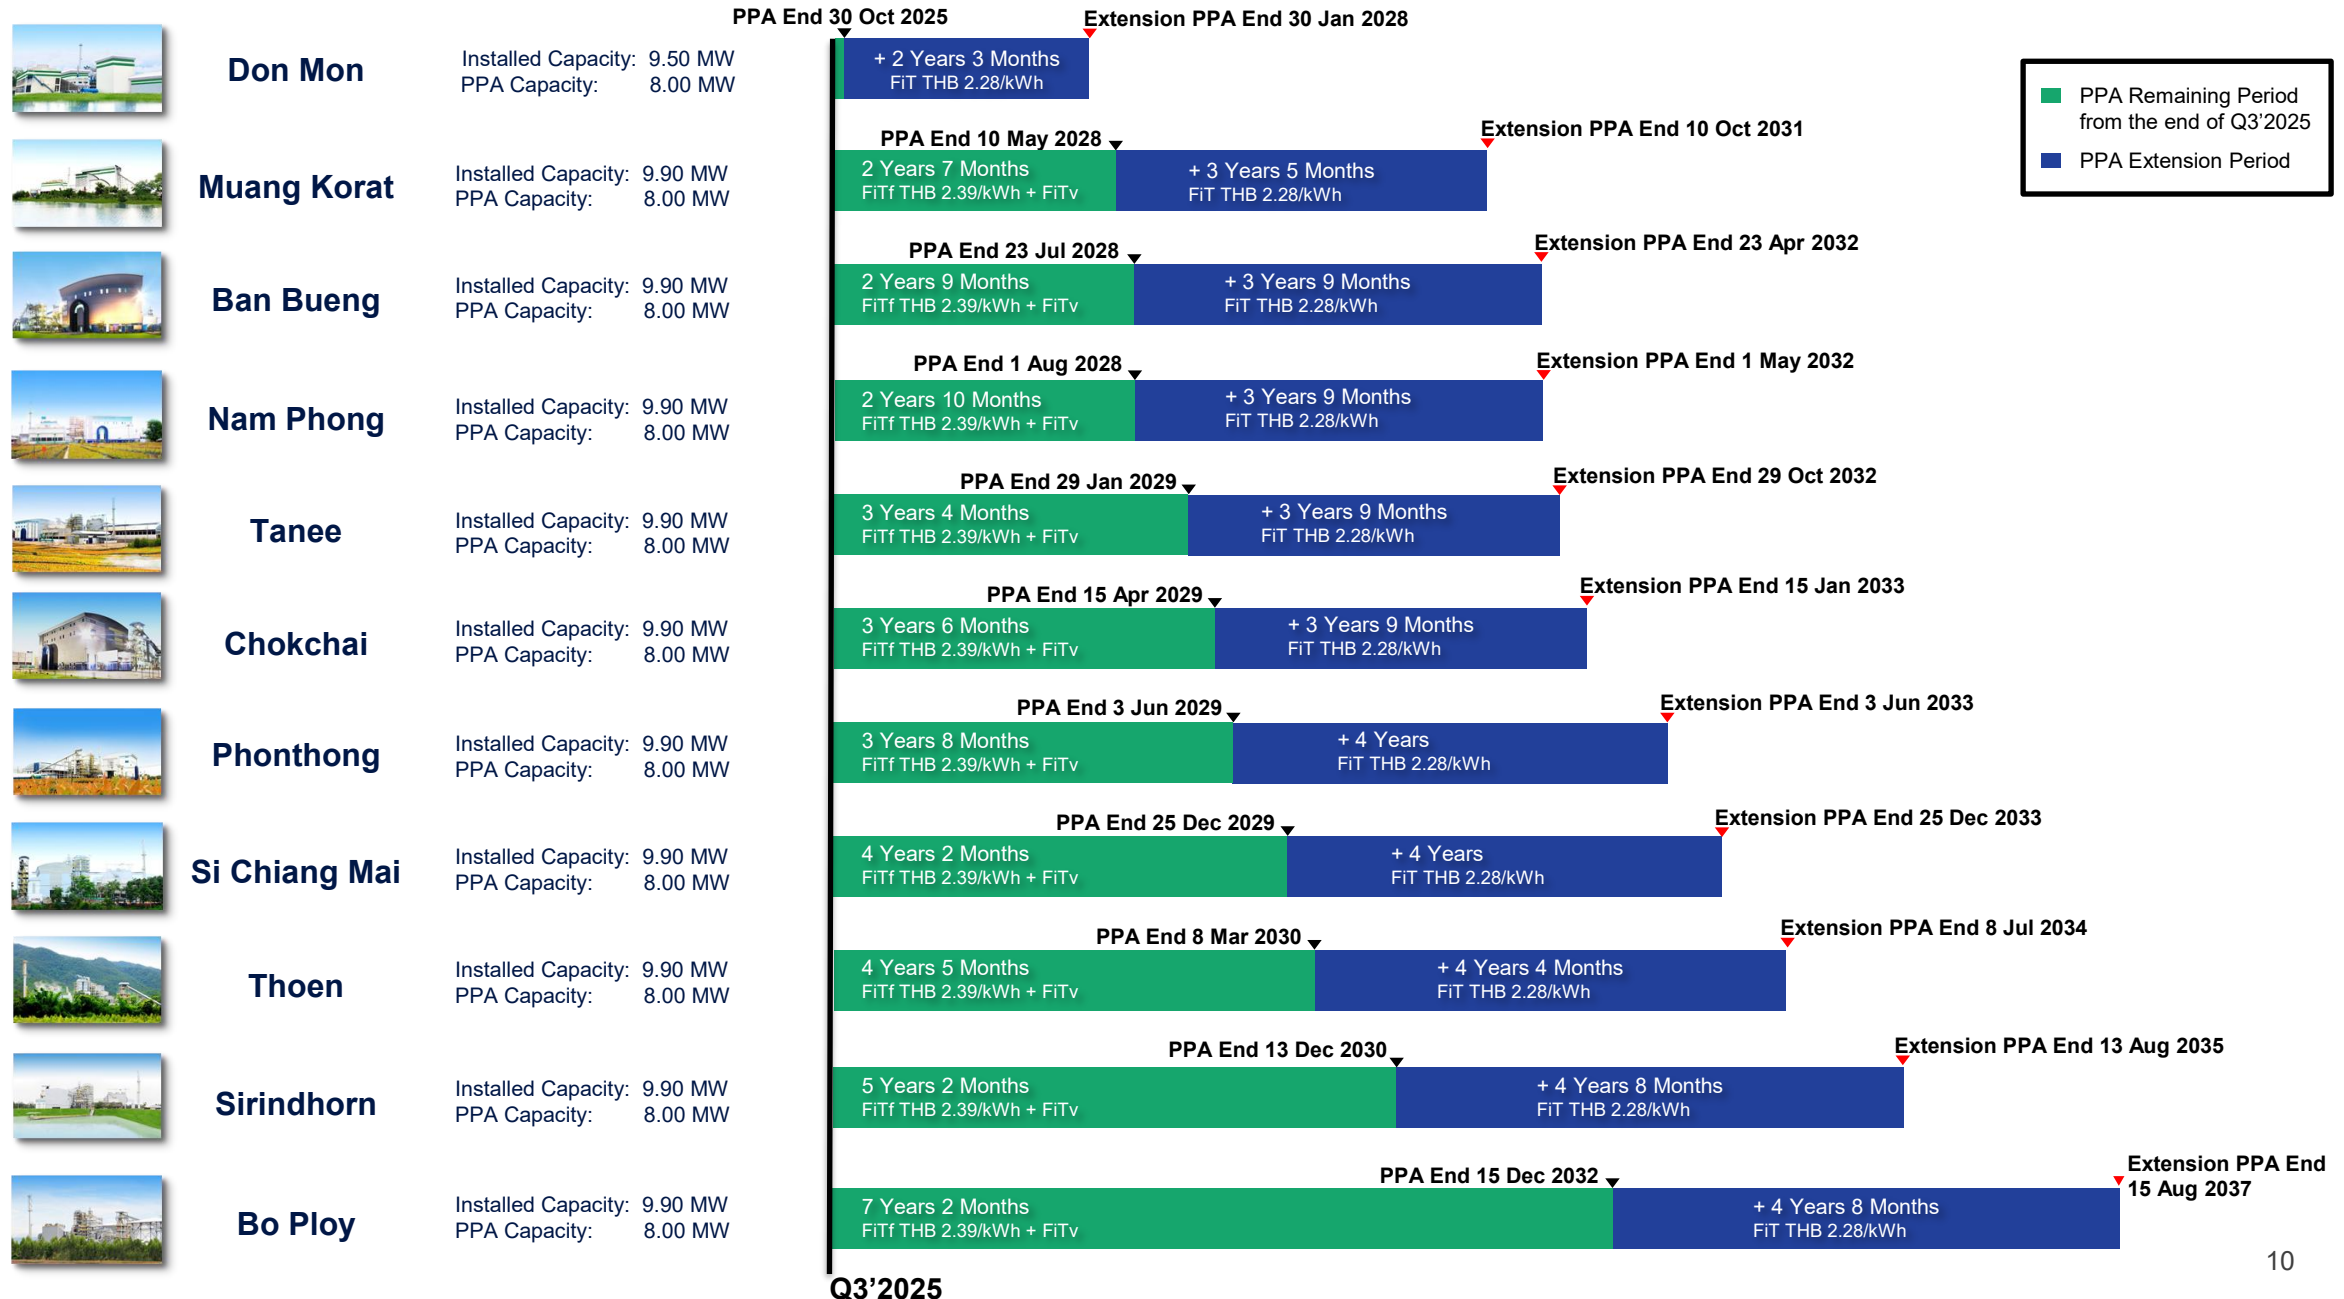 PPA End 30 Oct 2025
Extension PPA End 30 Jan 2028
Don Mon
Installed Capacity: 9.50 MW
PPA Capacity: 8.00 MW
+ 2 Years 3 Months
FiT THB 2.28/kWh
PPA Remaining Period
from the end of Q3’2025
PPA Extension Period
PPA End 10 May 2028
Extension PPA End 10 Oct 2031
Muang Korat
Installed Capacity: 9.90 MW
PPA Capacity: 8.00 MW
2 Years 7 Months
FiTf THB 2.39/kWh + FiTv
+ 3 Years 5 Months
FiT THB 2.28/kWh
PPA End 23 Jul 2028
Extension PPA End 23 Apr 2032
Ban Bueng
Installed Capacity: 9.90 MW
PPA Capacity: 8.00 MW
2 Years 9 Months
FiTf THB 2.39/kWh + FiTv
+ 3 Years 9 Months
FiT THB 2.28/kWh
PPA End 1 Aug 2028
Extension PPA End 1 May 2032
Nam Phong
Installed Capacity: 9.90 MW
PPA Capacity: 8.00 MW
2 Years 10 Months
FiTf THB 2.39/kWh + FiTv
+ 3 Years 9 Months
FiT THB 2.28/kWh
PPA End 29 Jan 2029
Extension PPA End 29 Oct 2032
Tanee
Installed Capacity: 9.90 MW
PPA Capacity: 8.00 MW
3 Years 4 Months
FiTf THB 2.39/kWh + FiTv
+ 3 Years 9 Months
FiT THB 2.28/kWh
PPA End 15 Apr 2029
Extension PPA End 15 Jan 2033
Chokchai
Installed Capacity: 9.90 MW
PPA Capacity: 8.00 MW
3 Years 6 Months
FiTf THB 2.39/kWh + FiTv
+ 3 Years 9 Months
FiT THB 2.28/kWh
PPA End 3 Jun 2029
Extension PPA End 3 Jun 2033
Phonthong
Installed Capacity: 9.90 MW
PPA Capacity: 8.00 MW
3 Years 8 Months
FiTf THB 2.39/kWh + FiTv
+ 4 Years
FiT THB 2.28/kWh
PPA End 25 Dec 2029
Extension PPA End 25 Dec 2033
Si Chiang Mai
Installed Capacity: 9.90 MW
PPA Capacity: 8.00 MW
4 Years 2 Months
FiTf THB 2.39/kWh + FiTv
+ 4 Years
FiT THB 2.28/kWh
PPA End 8 Mar 2030
Extension PPA End 8 Jul 2034
Thoen
Installed Capacity: 9.90 MW
PPA Capacity: 8.00 MW
4 Years 5 Months
FiTf THB 2.39/kWh + FiTv
+ 4 Years 4 Months
FiT THB 2.28/kWh
PPA End 13 Dec 2030
Extension PPA End 13 Aug 2035
Sirindhorn
Installed Capacity: 9.90 MW
PPA Capacity: 8.00 MW
5 Years 2 Months
FiTf THB 2.39/kWh + FiTv
+ 4 Years 8 Months
FiT THB 2.28/kWh
PPA End 15 Dec 2032
Extension PPA End
15 Aug 2037
Bo Ploy
Installed Capacity: 9.90 MW
PPA Capacity: 8.00 MW
7 Years 2 Months
FiTf THB 2.39/kWh + FiTv
+ 4 Years 8 Months
FiT THB 2.28/kWh
10
Q3’2025